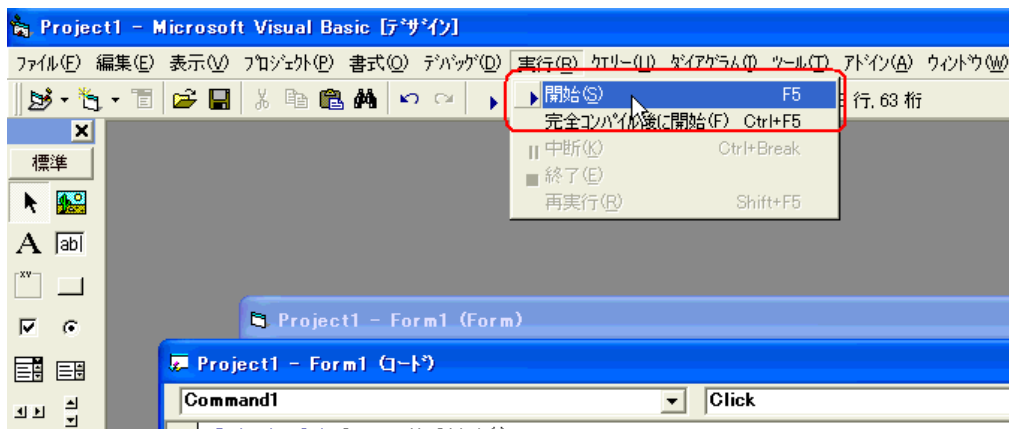 Project1 - Microsoft Visual Basic [ﾃﾞｻﾞｲﾝ]
ﾌｧｲﾙ(F) 編集(E) 表示(V) ﾌﾟﾛｼﾞｪｸﾄ(P) 書式(O) ﾃﾞﾊﾞｯｸﾞ(D) 実行(R) ｸｴﾘｰ(U) ﾀﾞｲｱｸﾞﾗﾑ(I) ﾂｰﾙ(T) ｱﾄﾞｲﾝ(A) ｳｨﾝﾄﾞｳ(W)
開始(S) F5
行, 63 桁
完全ｺﾝﾊﾟｲﾙ後に開始(F) Ctrl+F5
中断(K) Ctrl+Break
標準
終了(E)
再実行(R) Shift+F5
A ab|
XY
Project1 - Form1 (Form)
Project1 - Form1 (ｺｰﾄﾞ)
Command1 Click